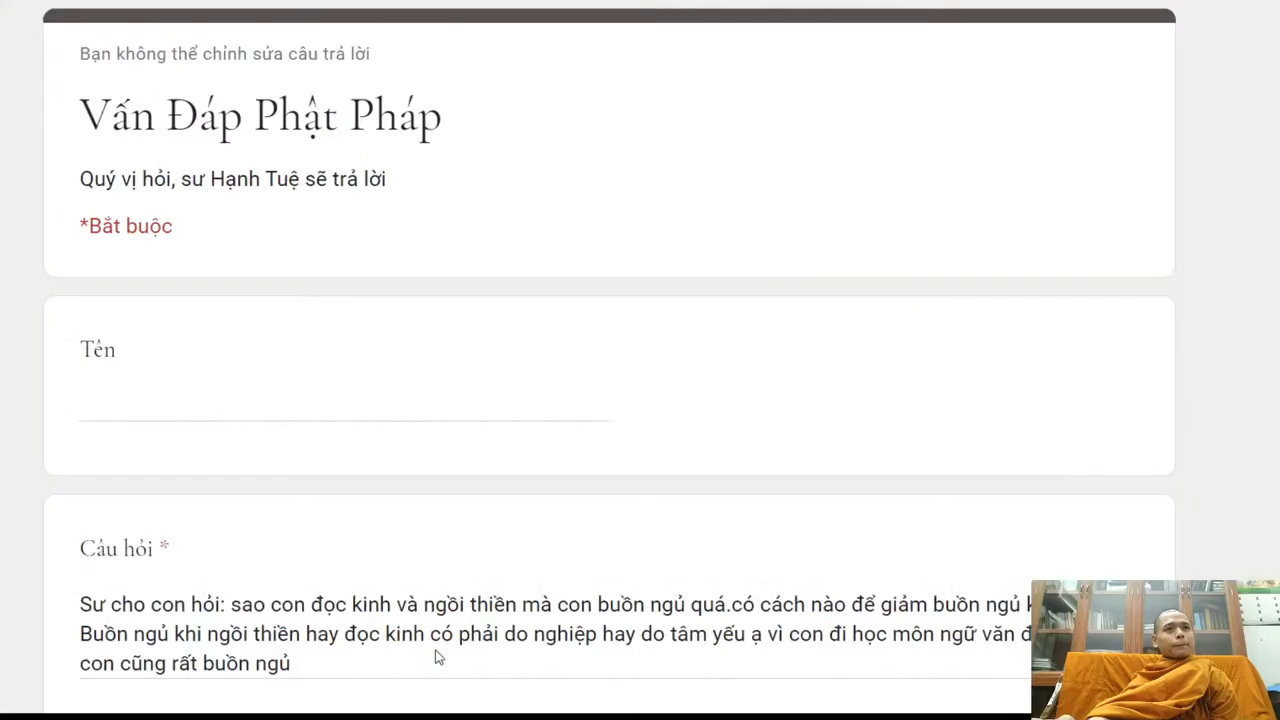 Bạn không thể chỉnh sửa câu trả lời
Vấn Đáp Phật Pháp
Quý vị hỏi, sư Hạnh Tuệ sẽ trả lời
*Bắt buộc
Tên
Câu hỏi *
Sư cho con hỏi: sao con đọc kinh và ngồi thiền mà con buồn ngủ quá.có cách nào để giảm buồn ngủ
Buồn ngủ khi ngồi thiền hay đọc kinh có phải do nghiệp hay do tâm yếu ạ vì con đi học môn ngữ văn
con cũng rất buồn ngủ